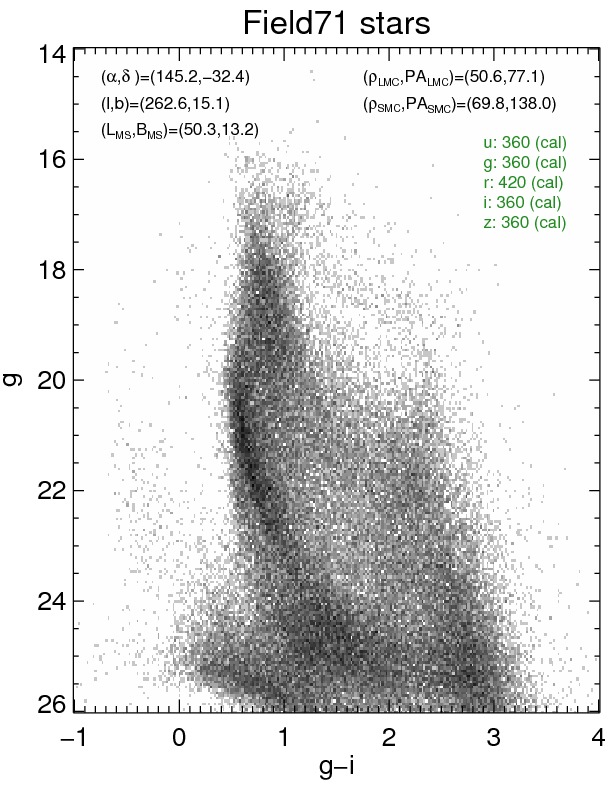 Field71 stars
(α,δ )=(145.2,−32.4)
(l,b)=(262.6,15.1)
(LMS,BMS)=(50.3,13.2)
(ρLMC,PALMC)=(50.6,77.1)
(ρSMC,PASMC)=(69.8,138.0)
u: 360 (cal)
g: 360 (cal)
r: 420 (cal)
i: 360 (cal)
z: 360 (cal)
14
16
18
20
22
24
26
g
−1 0 1 2 3 4
g−i